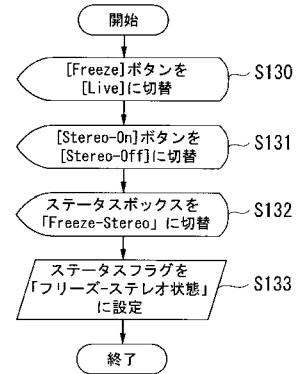 開始
[Freeze]ボタンを
[Live]に切替
S130
[Stereo-On]ボタンを
[Stereo-Off]に切替
S131
ステータスボックスを
「Freeze-Stereo」に切替
S132
ステータスフラグを
「フリーズ-ステレオ状態」
に設定
S133
終了